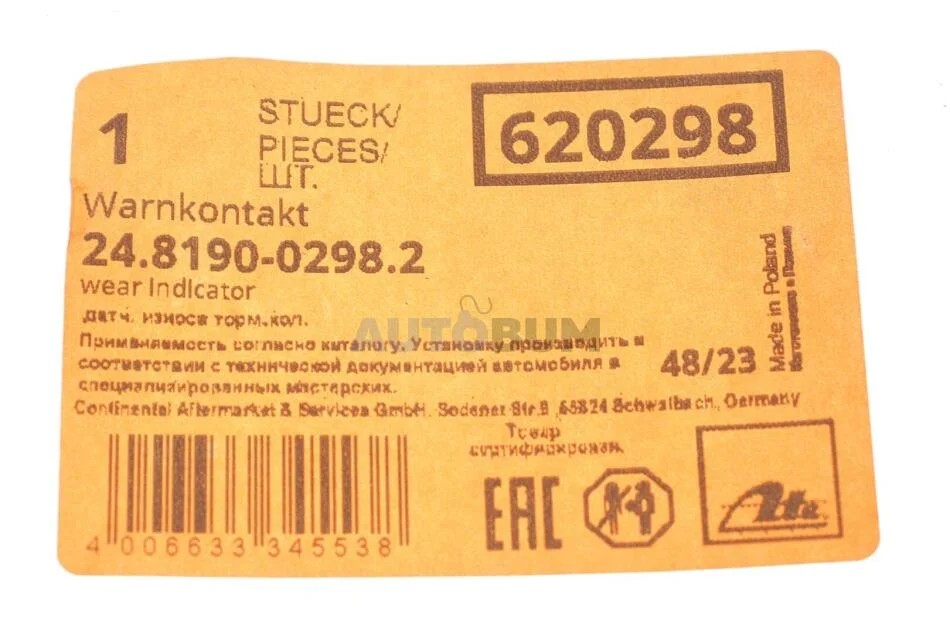 1
STUECK/
PIECES/
ШТ.
620298
Warnkontakt
24.8190-0298.2
wear indicator
датч. износа торм.кол.
AUTOBUM
Применяемость согласно каталогу. Установку производить в
соответствии с технической документацией автомобиля в
специализированных мастерских.
48/23
Made in Poland
Изготовлено в Польше
Continental Aftermarket & Services GmbH. Sodener Str.9, 65824 Schwalbach, Germany
Товар
сертифицирован.
4 006633 345538
EAC
Ate